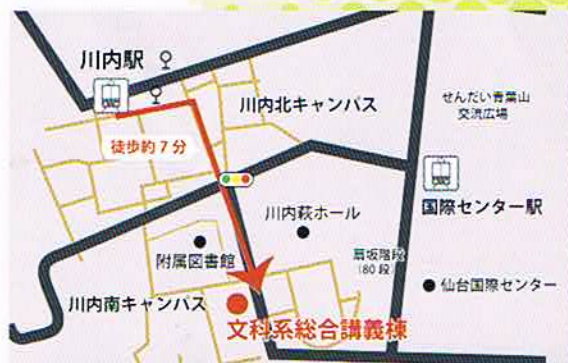 川内駅
川内北キャンパス
せんだい青葉山
交流広場
徒歩約7分
国際センター駅
川内萩ホール
附属図書館
扇坂階段
(80段)
仙台国際センター
川内南キャンパス
文科系総合講義棟